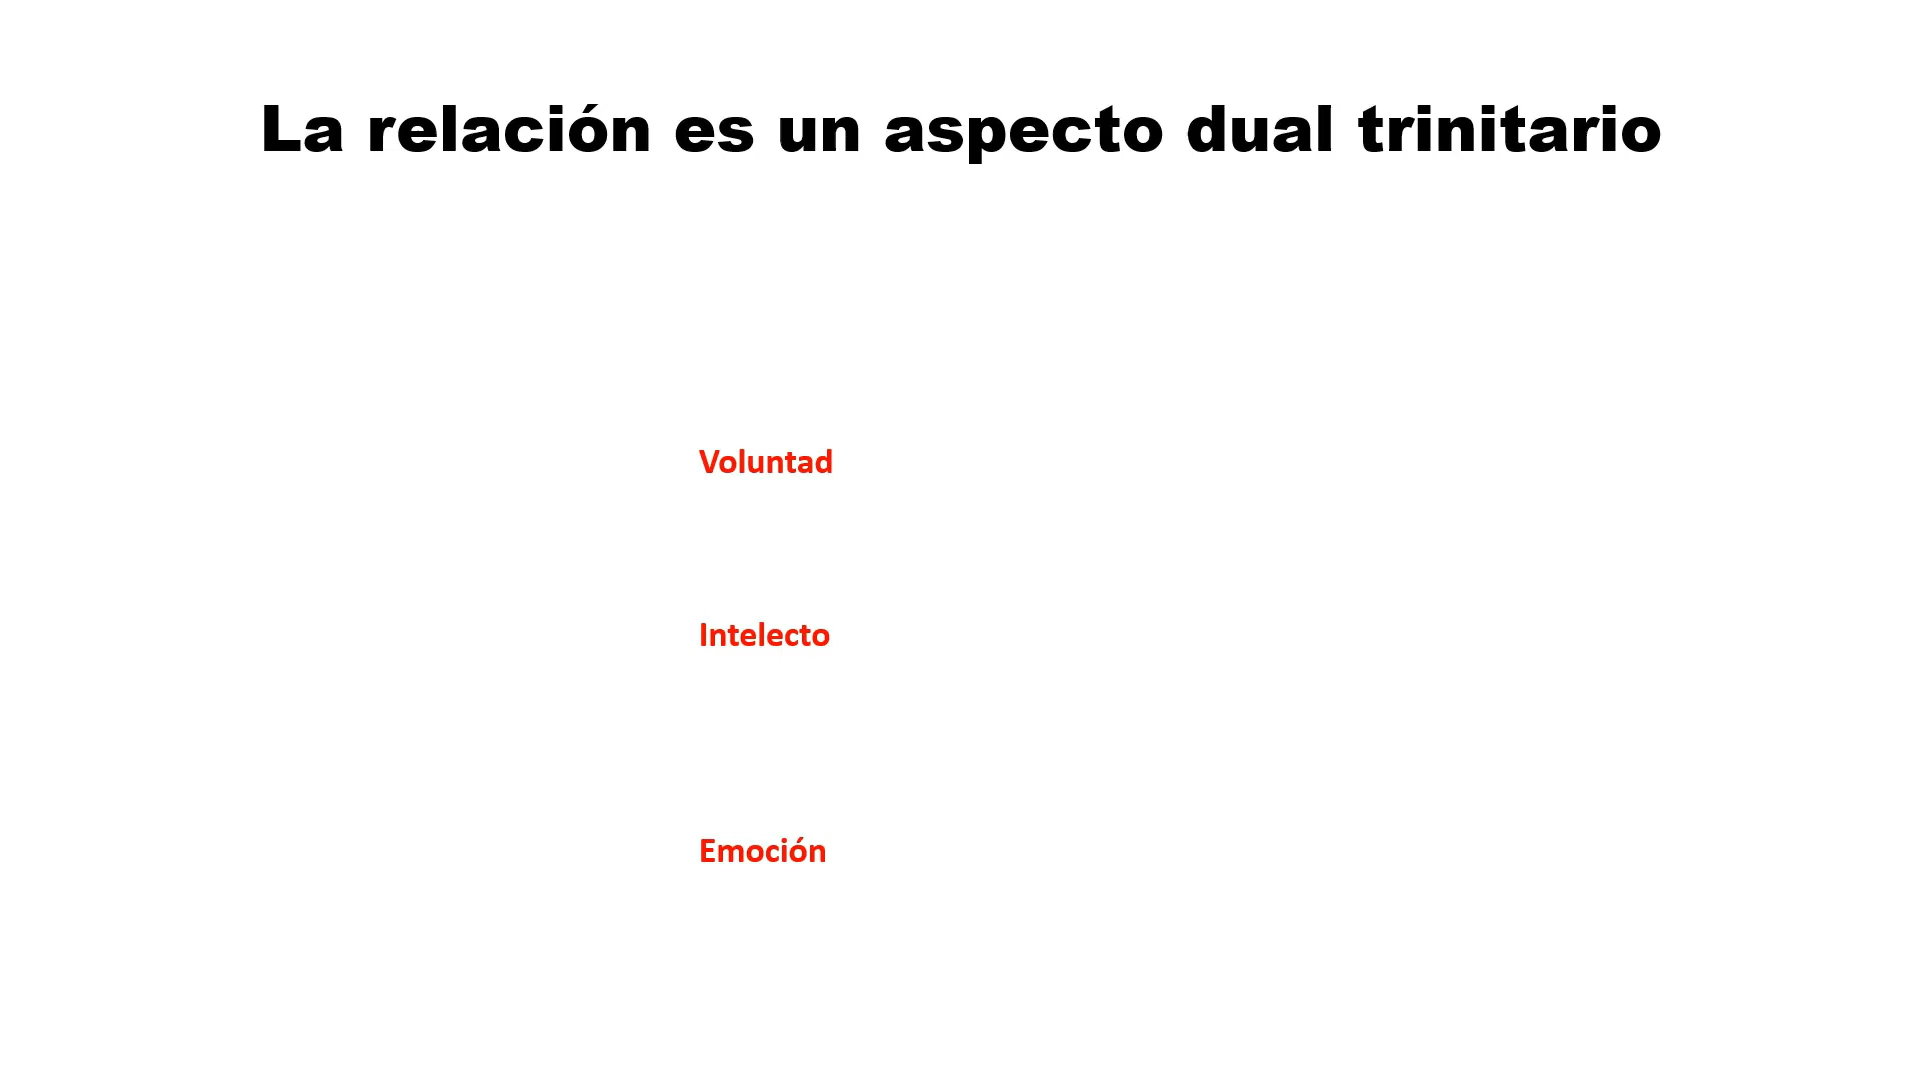 La relación es un aspecto dual trinitario
Voluntad
Intelecto
Emoción